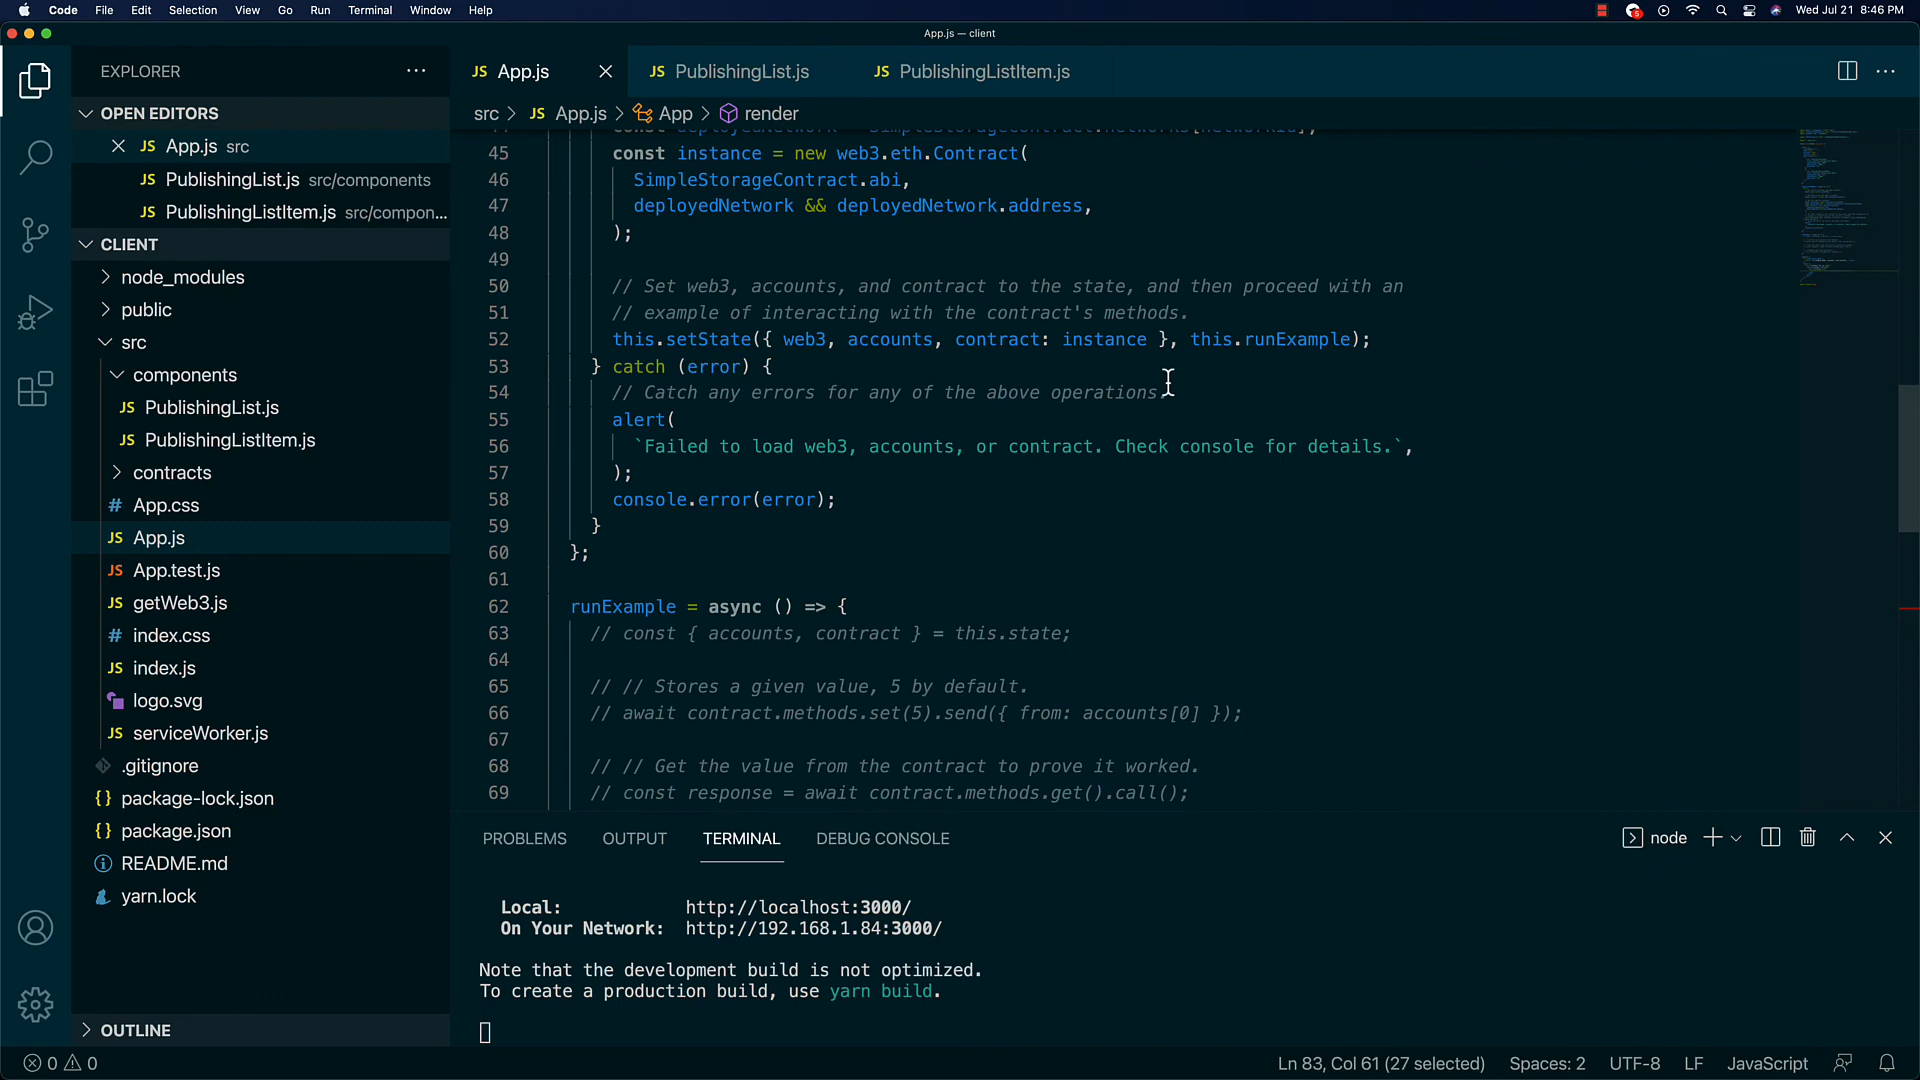 Code File Edit Selection View Go Run Terminal Window Help
5
Wed Jul 21 8:46 PM
App.js — client
EXPLORER
JS App.js
JS PublishingList.js
JS PublishingListItem.js
src > JS App.js > App > render
OPEN EDITORS
JS App.js src
JS PublishingList.js src/components
JS PublishingListItem.js src/compon...
CLIENT
node_modules
public
src
components
JS PublishingList.js
JS PublishingListItem.js
contracts
# App.css
JS App.js
JS App.test.js
JS getWeb3.js
# index.css
JS index.js
logo.svg
JS serviceWorker.js
.gitignore
{} package-lock.json
{} package.json
README.md
yarn.lock
OUTLINE
44 const deployedNetwork = SimpleStorageContract.networks[networkId];
45 const instance = new web3.eth.Contract(
46 SimpleStorageContract.abi,
47 deployedNetwork && deployedNetwork.address,
48 );
49
50 // Set web3, accounts, and contract to the state, and then proceed with an
51 // example of interacting with the contract's methods.
52 this.setState({ web3, accounts, contract: instance }, this.runExample);
53 } catch (error) {
54 // Catch any errors for any of the above operations.
55 alert(
56 `Failed to load web3, accounts, or contract. Check console for details.`,
57 );
58 console.error(error);
59 }
60 };
61
62 runExample = async () => {
63 // const { accounts, contract } = this.state;
64
65 // // Stores a given value, 5 by default.
66 // await contract.methods.set(5).send({ from: accounts[0] });
67
68 // // Get the value from the contract to prove it worked.
69 // const response = await contract.methods.get().call();
PROBLEMS OUTPUT TERMINAL DEBUG CONSOLE
node
Local: http://localhost:3000/
On Your Network: http://192.168.1.84:3000/
Note that the development build is not optimized.
To create a production build, use yarn build.
0 0
Ln 83, Col 61 (27 selected) Spaces: 2 UTF-8 LF JavaScript